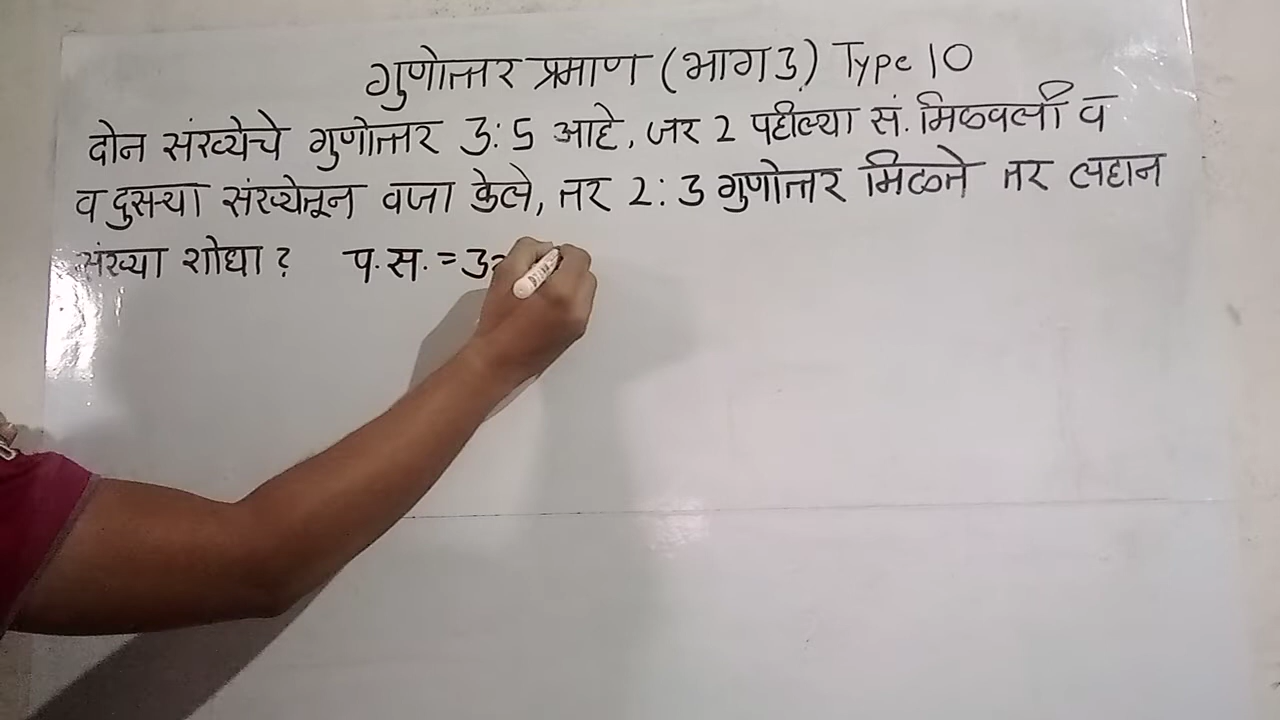 गुणोत्तर प्रमाण (भाग 3) Type 10
दोन संख्येचे गुणोत्तर 3:5 आहे, जर 2 पहील्या सं. मिळवली व
व दुसऱ्या संख्येतून वजा केले, तर 2:3 गुणोत्तर मिळते तर लहान
संख्या शोधा? प.स. = 3